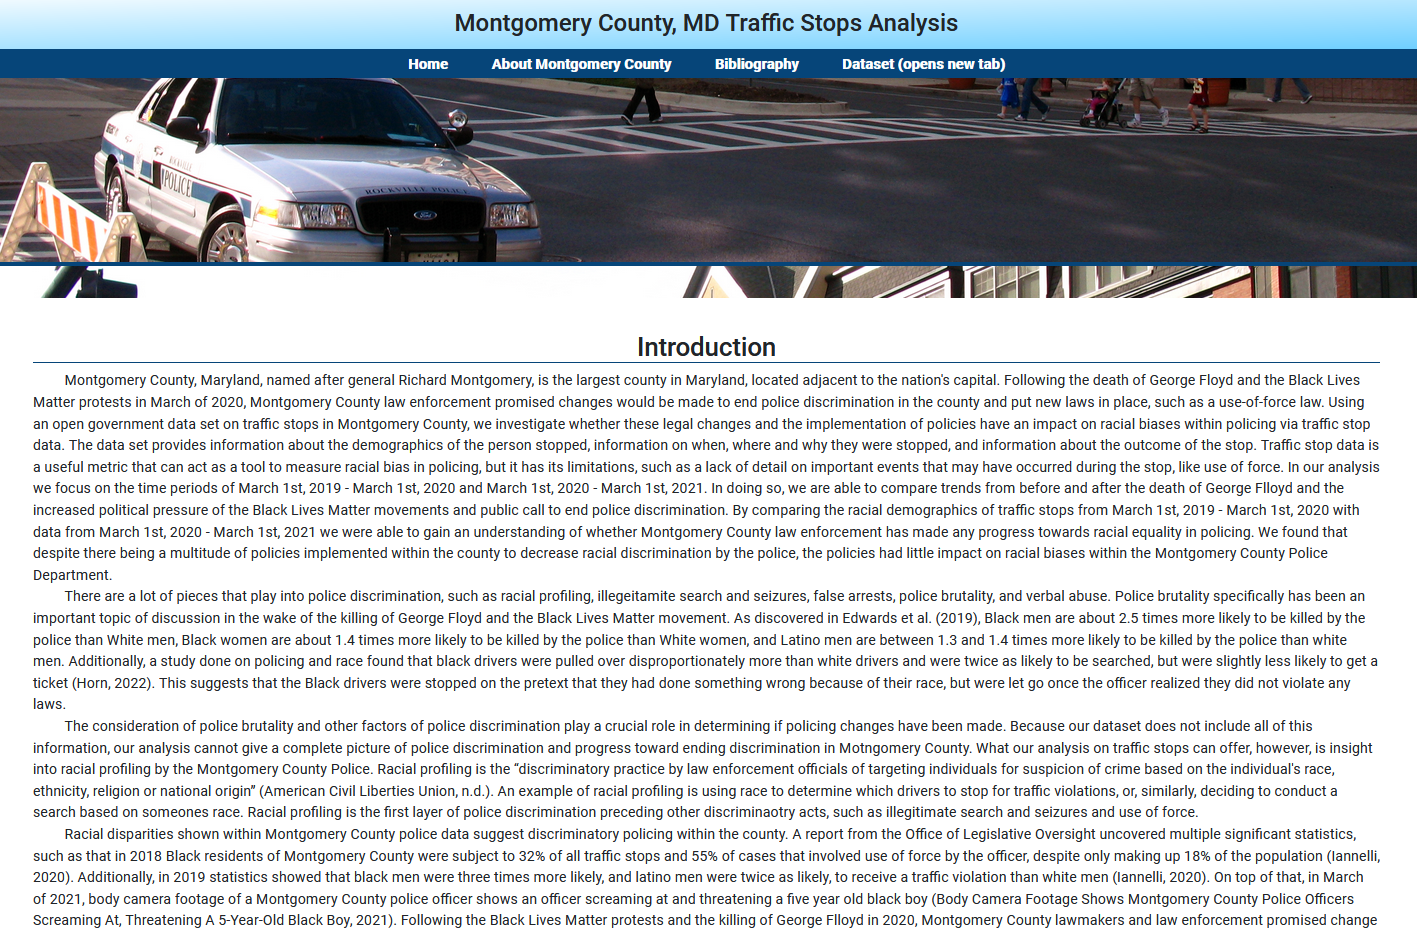 Montgomery County, MD Traffic Stops Analysis
Home About Montgomery County Bibliography Dataset (opens new tab)
ROCKVILLE
POLICE
ROCKVILLE POLICE
Ford
Introduction
Montgomery County, Maryland, named after general Richard Montgomery, is the largest county in Maryland, located adjacent to the nation's capital. Following the death of George Floyd and the Black Lives
Matter protests in March of 2020, Montgomery County law enforcement promised changes would be made to end police discrimination in the county and put new laws in place, such as a use-of-force law. Using
an open government data set on traffic stops in Montgomery County, we investigate whether these legal changes and the implementation of policies have an impact on racial biases within policing via traffic stop
data. The data set provides information about the demographics of the person stopped, information on when, where and why they were stopped, and information about the outcome of the stop. Traffic stop data is
a useful metric that can act as a tool to measure racial bias in policing, but it has its limitations, such as a lack of detail on important events that may have occurred during the stop, like use of force. In our analysis
we focus on the time periods of March 1st, 2019 - March 1st, 2020 and March 1st, 2020 - March 1st, 2021. In doing so, we are able to compare trends from before and after the death of George Flloyd and the
increased political pressure of the Black Lives Matter movements and public call to end police discrimination. By comparing the racial demographics of traffic stops from March 1st, 2019 - March 1st, 2020 with
data from March 1st, 2020 - March 1st, 2021 we were able to gain an understanding of whether Montgomery County law enforcement has made any progress towards racial equality in policing. We found that
despite there being a multitude of policies implemented within the county to decrease racial discrimination by the police, the policies had little impact on racial biases within the Montgomery County Police
Department.
There are a lot of pieces that play into police discrimination, such as racial profiling, illegeitamite search and seizures, false arrests, police brutality, and verbal abuse. Police brutality specifically has been an
important topic of discussion in the wake of the killing of George Floyd and the Black Lives Matter movement. As discovered in Edwards et al. (2019), Black men are about 2.5 times more likely to be killed by the
police than White men, Black women are about 1.4 times more likely to be killed by the police than White women, and Latino men are between 1.3 and 1.4 times more likely to be killed by the police than white
men. Additionally, a study done on policing and race found that black drivers were pulled over disproportionately more than white drivers and were twice as likely to be searched, but were slightly less likely to get a
ticket (Horn, 2022). This suggests that the Black drivers were stopped on the pretext that they had done something wrong because of their race, but were let go once the officer realized they did not violate any
laws.
The consideration of police brutality and other factors of police discrimination play a crucial role in determining if policing changes have been made. Because our dataset does not include all of this
information, our analysis cannot give a complete picture of police discrimination and progress toward ending discrimination in Motngomery County. What our analysis on traffic stops can offer, however, is insight
into racial profiling by the Montgomery County Police. Racial profiling is the “discriminatory practice by law enforcement officials of targeting individuals for suspicion of crime based on the individual's race,
ethnicity, religion or national origin” (American Civil Liberties Union, n.d.). An example of racial profiling is using race to determine which drivers to stop for traffic violations, or, similarly, deciding to conduct a
search based on someones race. Racial profiling is the first layer of police discrimination preceding other discriminaotry acts, such as illegitimate search and seizures and use of force.
Racial disparities shown within Montgomery County police data suggest discriminatory policing within the county. A report from the Office of Legislative Oversight uncovered multiple significant statistics,
such as that in 2018 Black residents of Montgomery County were subject to 32% of all traffic stops and 55% of cases that involved use of force by the officer, despite only making up 18% of the population (Iannelli,
2020). Additionally, in 2019 statistics showed that black men were three times more likely, and latino men were twice as likely, to receive a traffic violation than white men (Iannelli, 2020). On top of that, in March
of 2021, body camera footage of a Montgomery County police officer shows an officer screaming at and threatening a five year old black boy (Body Camera Footage Shows Montgomery County Police Officers
Screaming At, Threatening A 5-Year-Old Black Boy, 2021). Following the Black Lives Matter protests and the killing of George Flloyd in 2020, Montgomery County lawmakers and law enforcement promised change